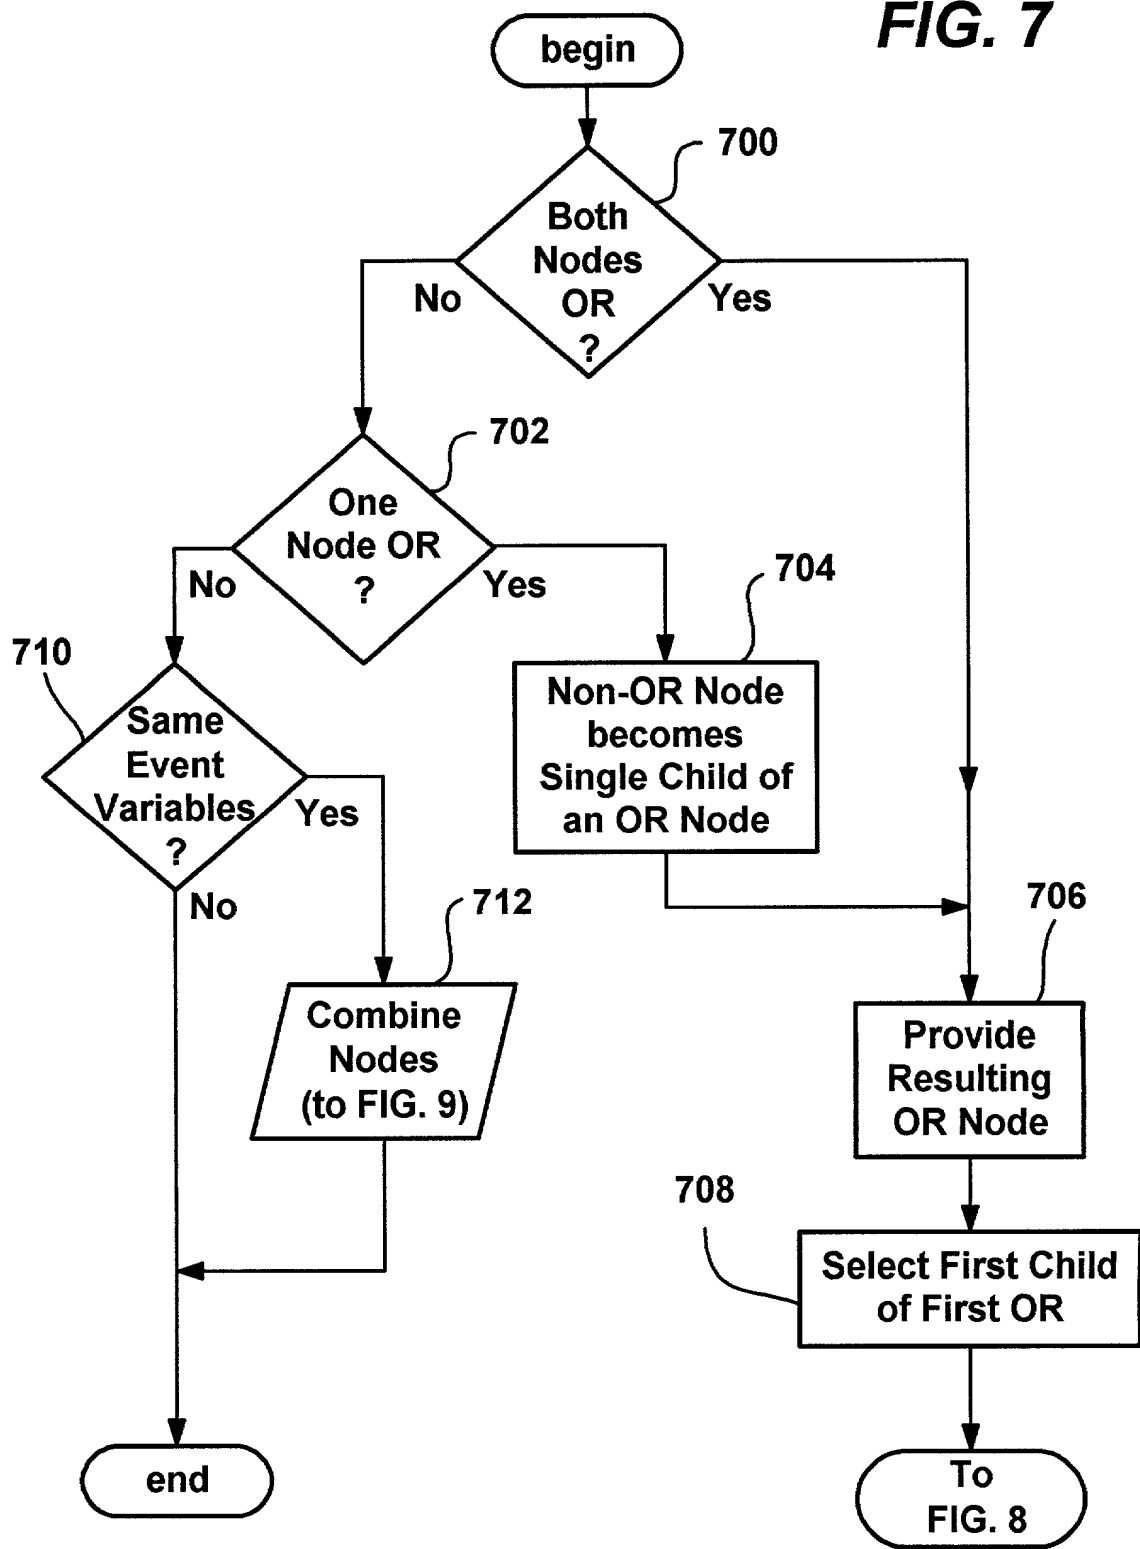 FIG. 7
begin
700
Both
Nodes
OR
?
No
Yes
702
One
Node OR
?
No
Yes
704
Non-OR Node
becomes
Single Child of
an OR Node
710
Same
Event
Variables
?
Yes
No
712
Combine
Nodes
(to FIG. 9)
706
Provide
Resulting
OR Node
708
Select First Child
of First OR
end
To
FIG. 8